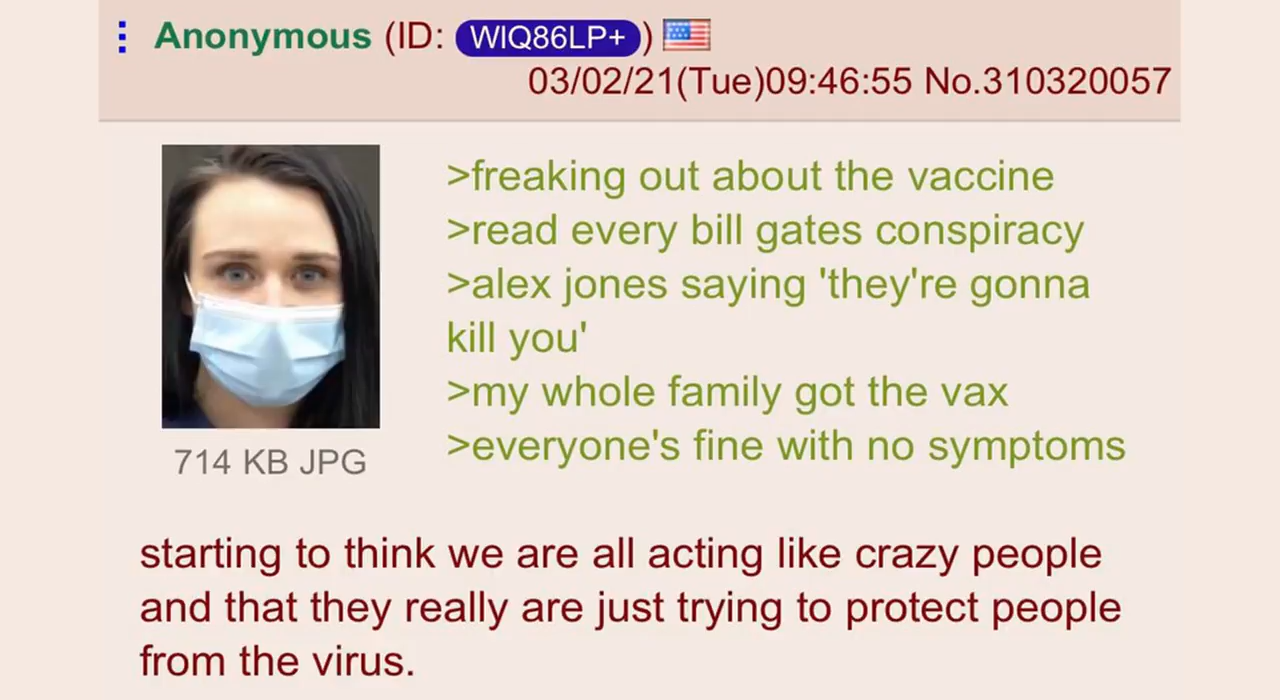 Anonymous (ID: WIQ86LP+)
03/02/21(Tue)09:46:55 No.310320057
>freaking out about the vaccine
>read every bill gates conspiracy
>alex jones saying 'they're gonna
kill you'
>my whole family got the vax
>everyone's fine with no symptoms
714 KB JPG
starting to think we are all acting like crazy people
and that they really are just trying to protect people
from the virus.